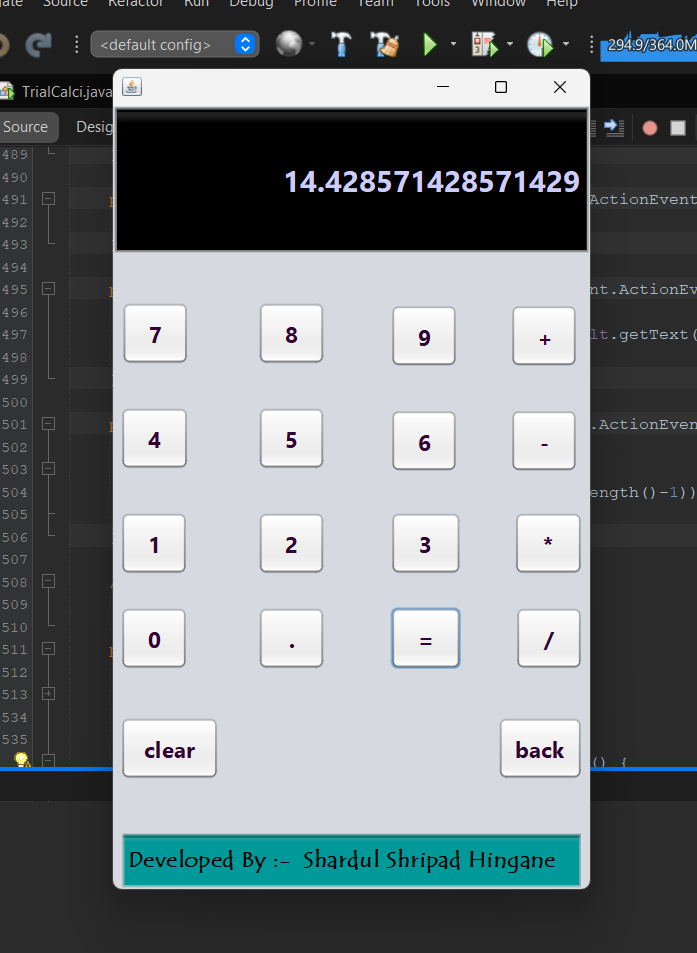 Source Refactor Run Debug Profile Team Tools Window Help
<default config> 294.9/364.0M
TrialCalci.java
Source Desig
14.428571428571429
489
490
491 ActionEvent
492
493
494
495 nt.ActionEv
496
497 lt.getText(
498
499
500
501 .ActionEven
502
503
504 ength()-1))
505
506
507
508
509
510
511
512
513
534
535
() {
7 8 9 +
4 5 6 -
1 2 3 *
0 . = /
clear back
Developed By :- Shardul Shripad Hingane